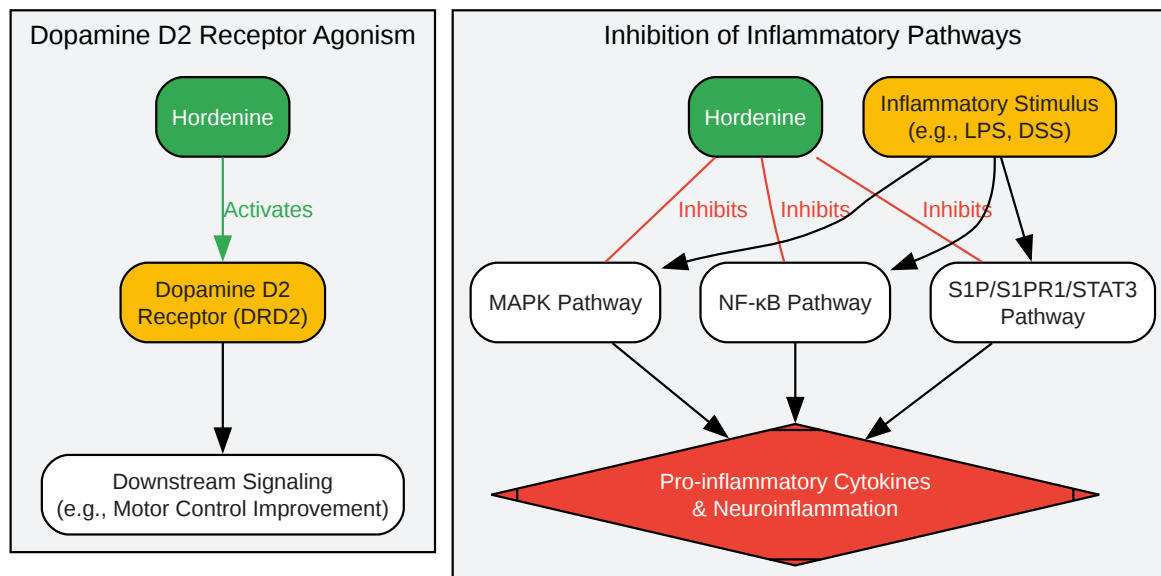 Dopamine D2 Receptor Agonism
Hordenine
Activates
Dopamine D2
Receptor (DRD2)
Downstream Signaling
(e.g., Motor Control Improvement)
Inhibition of Inflammatory Pathways
Hordenine
Inflammatory Stimulus
(e.g., LPS, DSS)
Inhibits
Inhibits
Inhibits
MAPK Pathway
NF-κB Pathway
S1P/S1PR1/STAT3
Pathway
Pro-inflammatory Cytokines
& Neuroinflammation